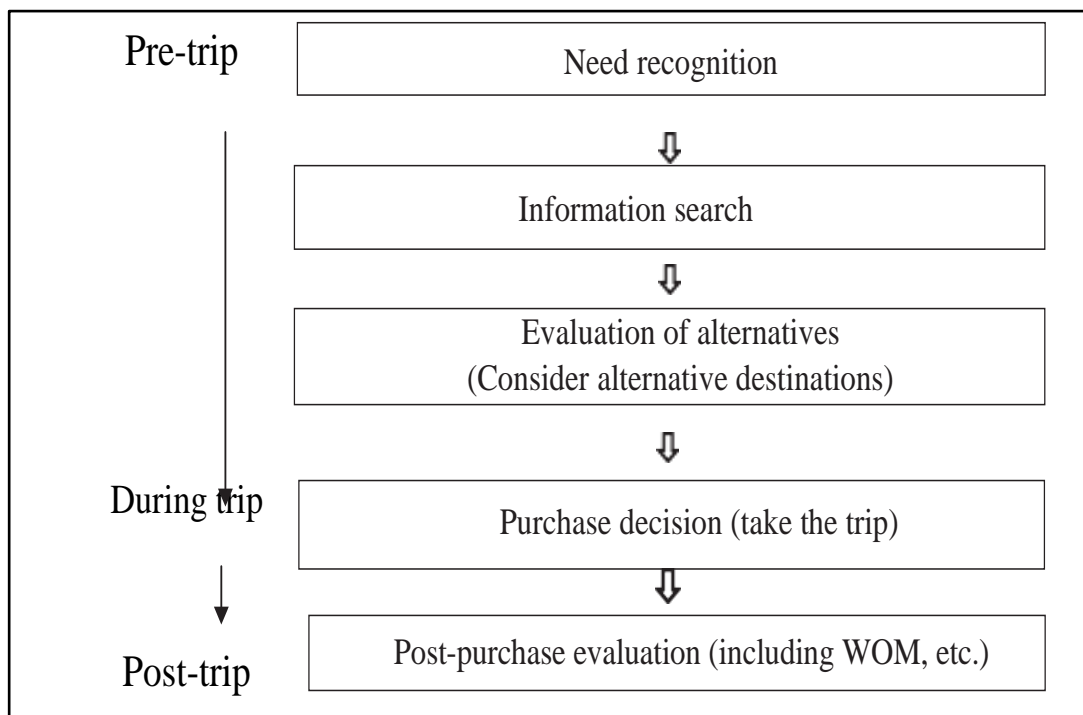 Pre-trip
Need recognition
Information search
Evaluation of alternatives
(Consider alternative destinations)
During trip
Purchase decision (take the trip)
Post-purchase evaluation (including WOM, etc.)
Post-trip